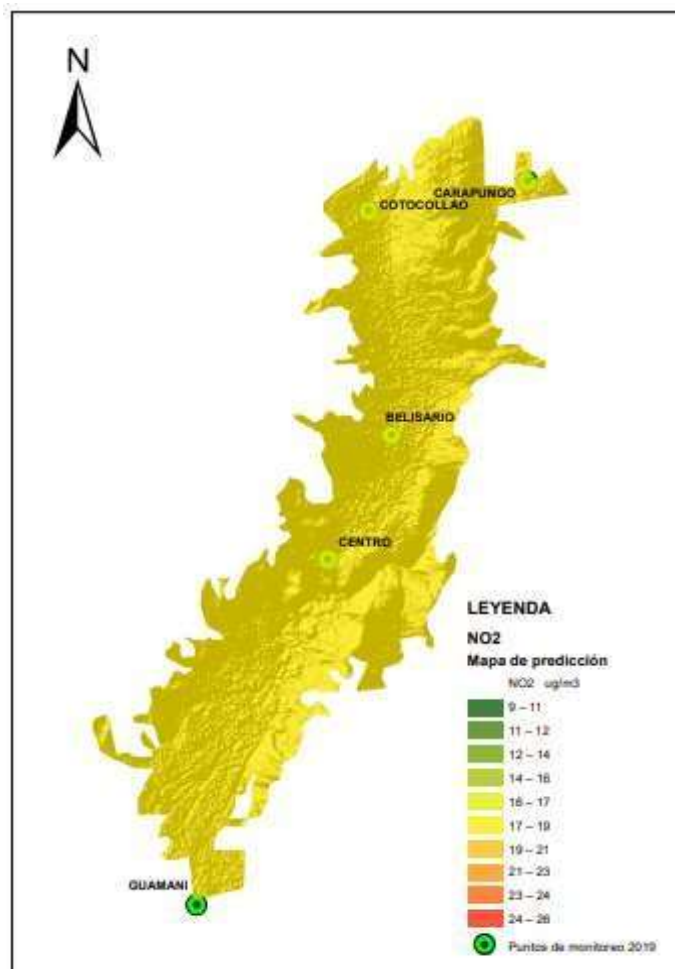 N
CARAPUNGO
COTOCOLLAO
BELISARIO
CENTRO
GUAMANI
LEYENDA
NO2
Mapa de predicción
NO2 ug/m3
9 – 11
11 – 12
12 – 14
14 – 16
16 – 17
17 – 19
19 – 21
21 – 23
23 – 24
24 – 26
Puntos de monitoreo 2019